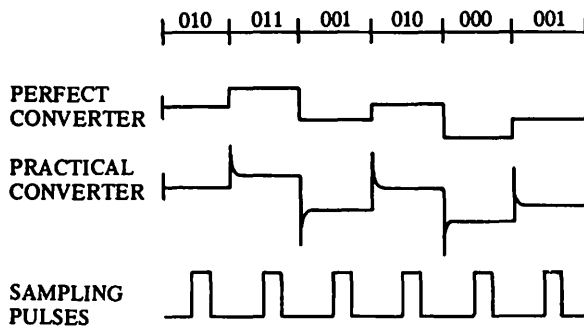 010 011 001 010 000 001
PERFECT
CONVERTER
PRACTICAL
CONVERTER
SAMPLING
PULSES